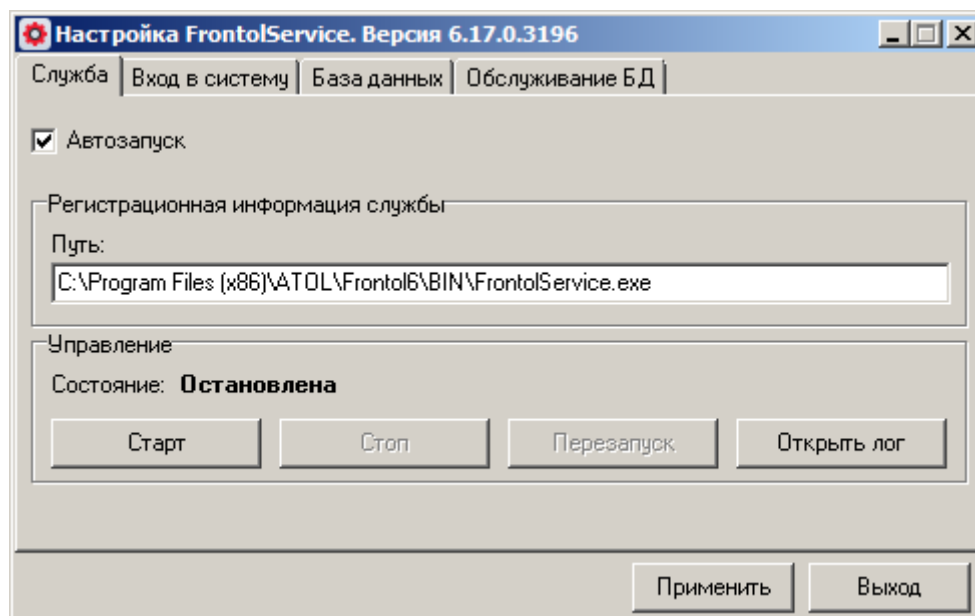 Настройка FrontolService. Версия 6.17.0.3196
Служба Вход в систему База данных Обслуживание БД
Автозапуск
Регистрационная информация службы
Путь:
C:\Program Files (x86)\ATOL\Frontol6\BIN\FrontolService.exe
Управление
Состояние: Остановлена
Старт Стоп Перезапуск Открыть лог
Применить Выход